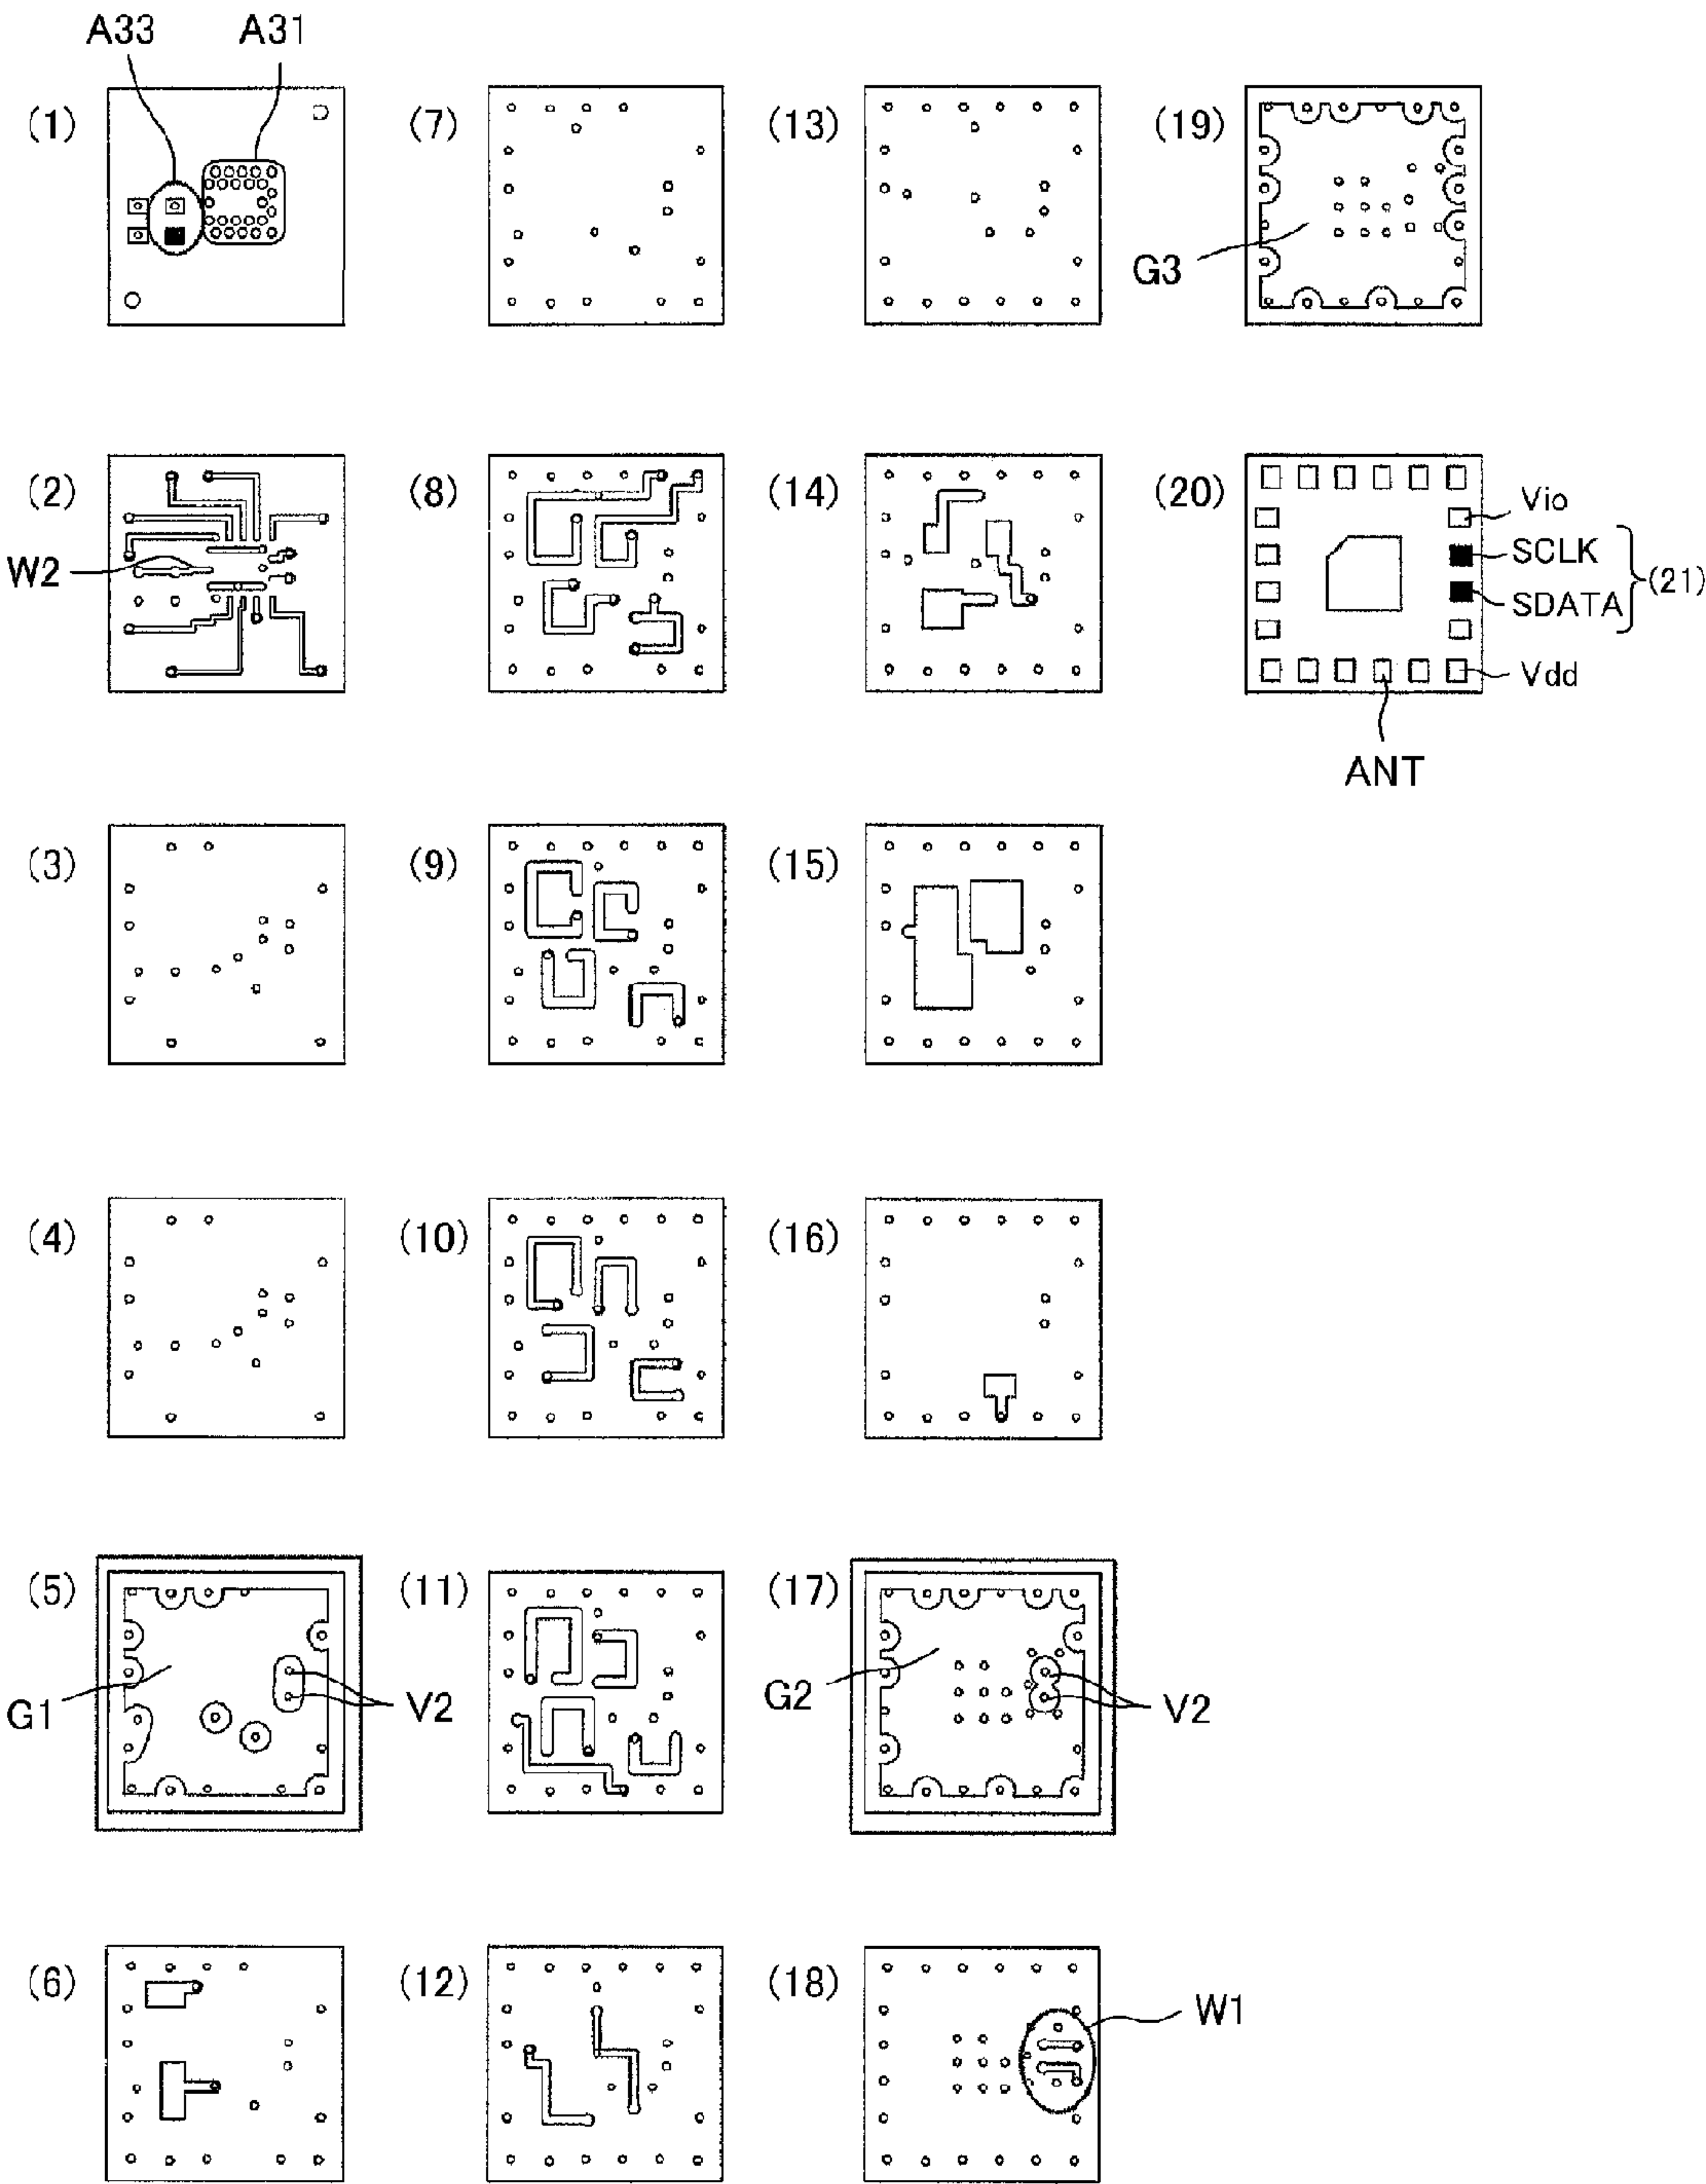 A33 A31
(1) (7) (13) (19)
G3
(2) (8) (14) (20)
W2
Vio
SCLK
SDATA
(21)
Vdd
ANT
(3) (9) (15)
(4) (10) (16)
(5) (11) (17)
G1 V2 G2 V2
(6) (12) (18)
W1